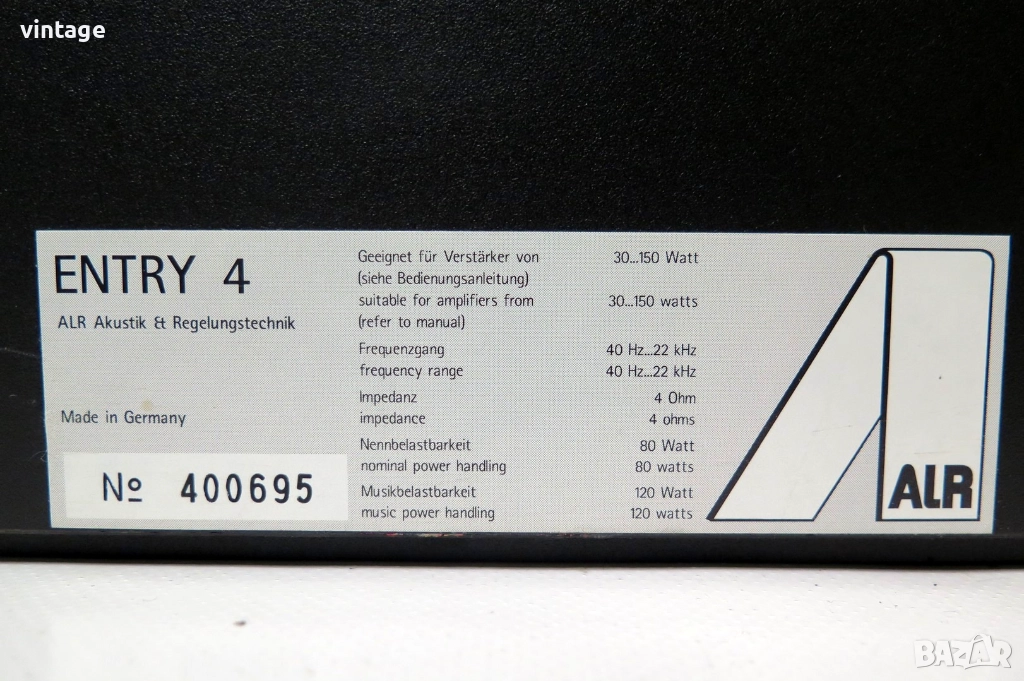 vintage
ENTRY 4
ALR Akustik & Regelungstechnik
Made in Germany
Nº 400695
Geeignet für Verstärker von 30...150 Watt
(siehe Bedienungsanleitung)
suitable for amplifiers from 30...150 watts
(refer to manual)
Frequenzgang 40 Hz...22 kHz
frequency range 40 Hz...22 kHz
Impedanz 4 Ohm
impedance 4 ohms
Nennbelastbarkeit 80 Watt
nominal power handling 80 watts
Musikbelastbarkeit 120 Watt
music power handling 120 watts
ALR
BAZAR